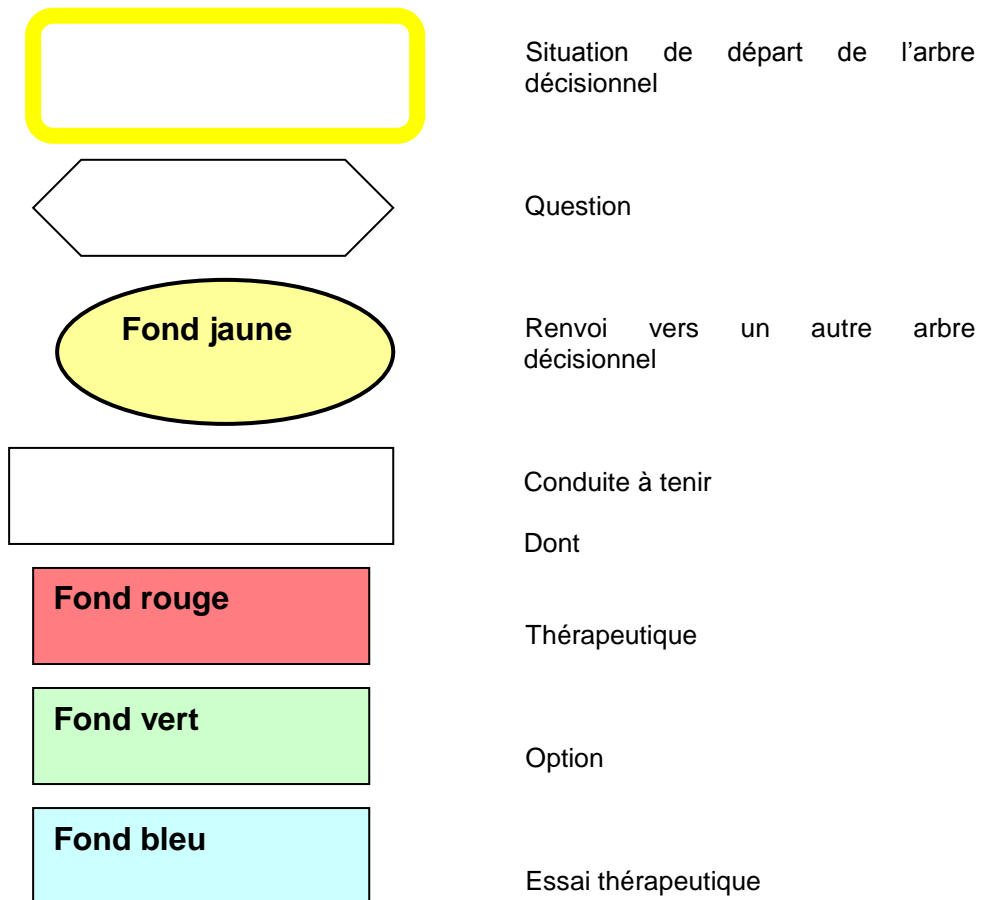 Situation de départ de l’arbre
décisionnel
Question
Fond jaune
Renvoi vers un autre arbre
décisionnel
Conduite à tenir
Dont
Fond rouge
Thérapeutique
Fond vert
Option
Fond bleu
Essai thérapeutique